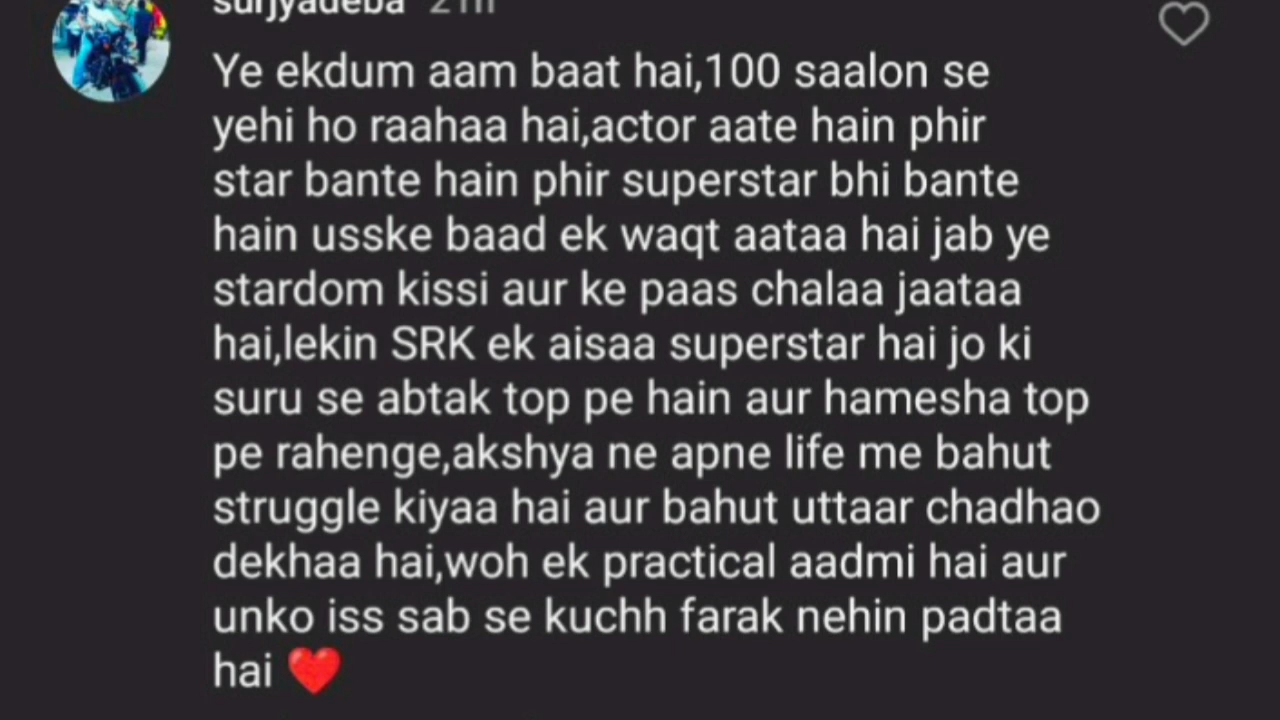 surjyadeba 21h
Ye ekdum aam baat hai,100 saalon se
yehi ho raahaa hai,actor aate hain phir
star bante hain phir superstar bhi bante
hain usske baad ek waqt aataa hai jab ye
stardom kissi aur ke paas chalaa jaataa
hai,lekin SRK ek aisaa superstar hai jo ki
suru se abtak top pe hain aur hamesha top
pe rahenge,akshya ne apne life me bahut
struggle kiyaa hai aur bahut uttaar chadhao
dekhaa hai,woh ek practical aadmi hai aur
unko iss sab se kuchh farak nehin padtaa
hai ❤️